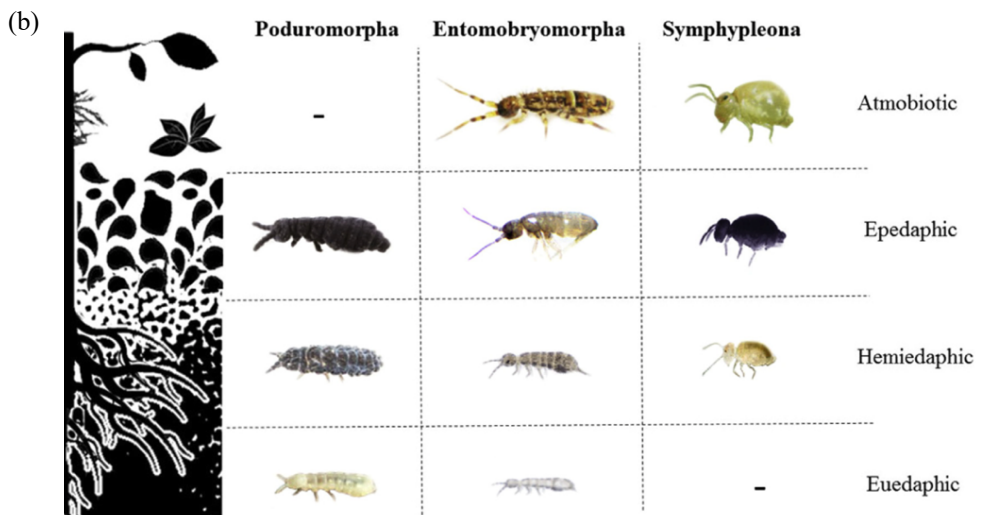 (b)
Poduromorpha Entomobryomorpha Symphypleona
- Atmobiotic
Epedaphic
Hemiedaphic
- Euedaphic